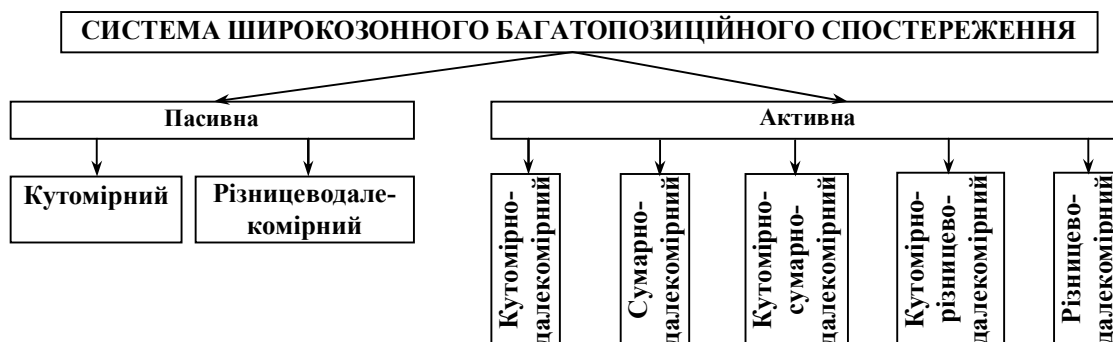 СИСТЕМА ШИРОКОЗОННОГО БАГАТОПОЗИЦІЙНОГО СПОСТЕРЕЖЕННЯ
Пасивна
Активна
Кутомірний
Різницеводале-
комірний
Кутомірно-
далекомірний
Сумарно-
далекомірний
Кутомірно-
сумарно-
далекомірний
Кутомірно-
різницево-
далекомірний
Різницево-
далекомірний